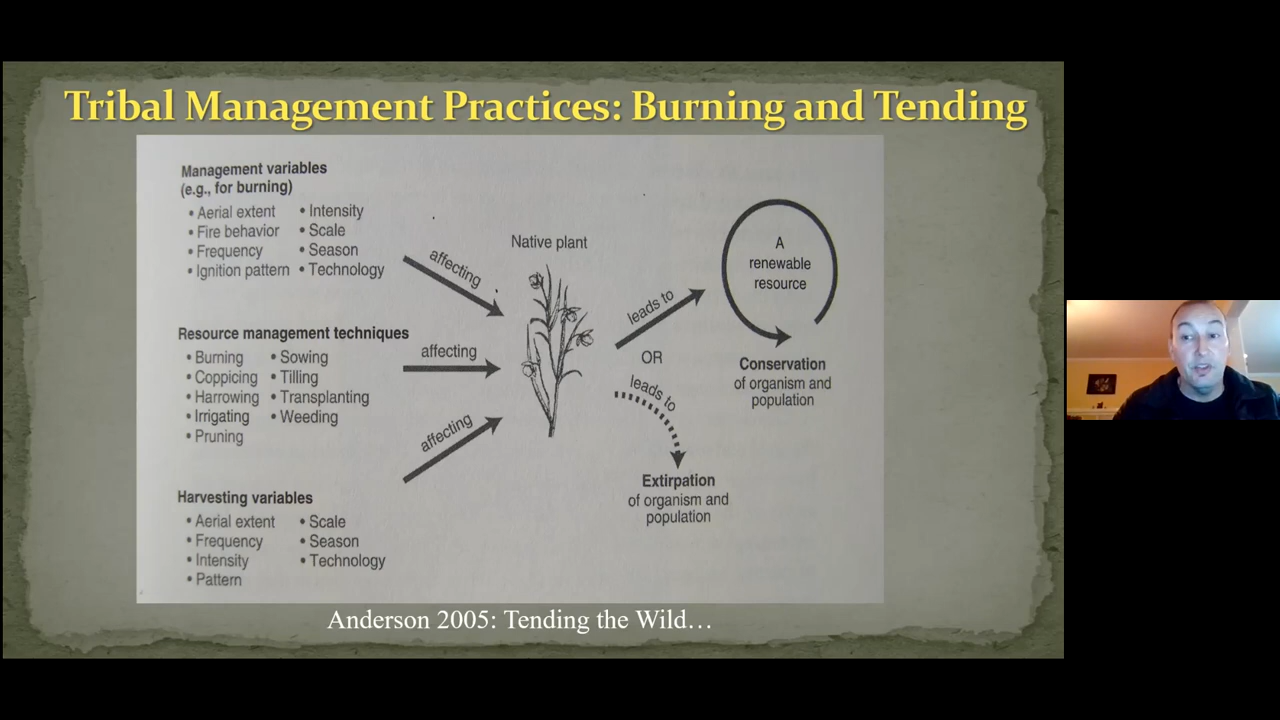 Tribal Management Practices: Burning and Tending
Management variables
(e.g., for burning)
• Aerial extent
• Fire behavior
• Frequency
• Ignition pattern
• Intensity
• Scale
• Season
• Technology
affecting
Resource management techniques
• Burning
• Coppicing
• Harrowing
• Irrigating
• Pruning
• Sowing
• Tilling
• Transplanting
• Weeding
affecting
Harvesting variables
• Aerial extent
• Frequency
• Intensity
• Pattern
• Scale
• Season
• Technology
affecting
Native plant
leads to
OR
leads to
A
renewable
resource
Conservation
of organism and
population
Extirpation
of organism and
population
Anderson 2005: Tending the Wild…